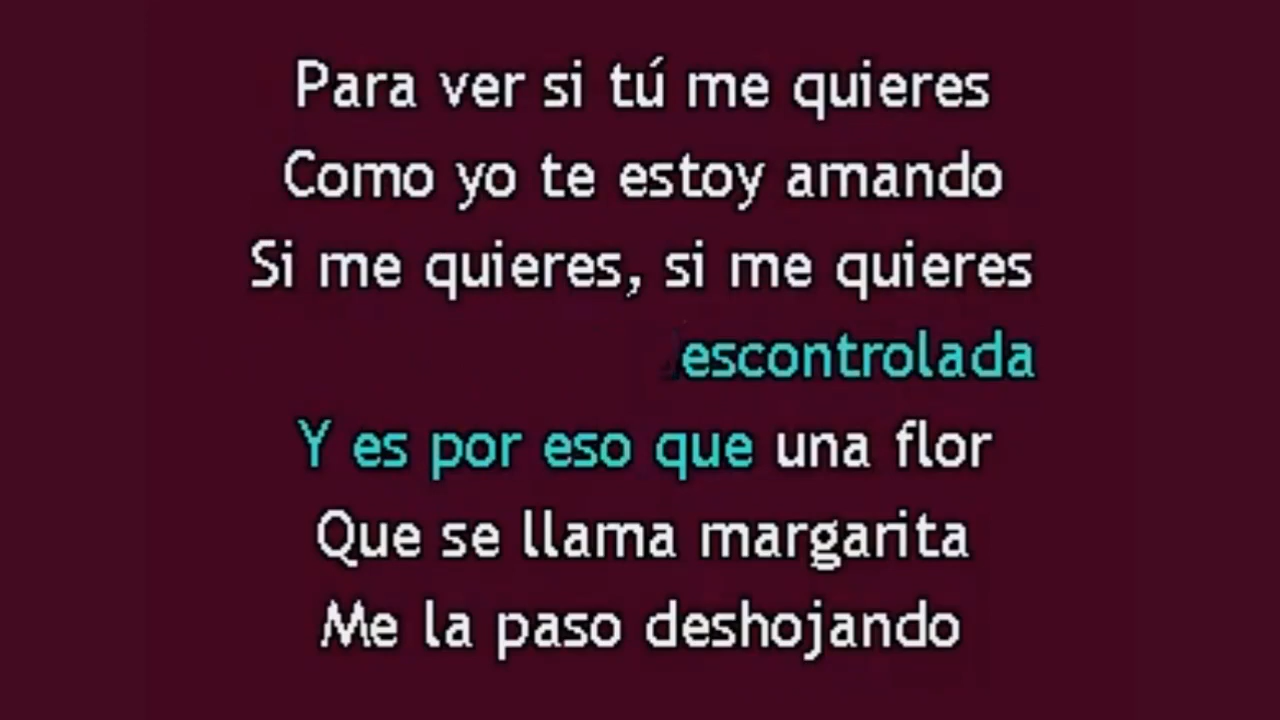 Para ver si tú me quieres
Como yo te estoy amando
Si me quieres, si me quieres
escontrolada
Y es por eso que una flor
Que se llama margarita
Me la paso deshojando